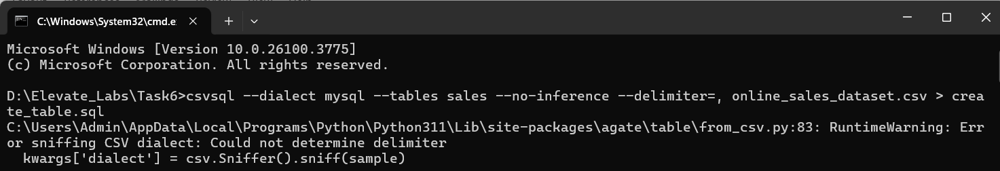 C:\Windows\System32\cmd.e
Microsoft Windows [Version 10.0.26100.3775]
(c) Microsoft Corporation. All rights reserved.
D:\Elevate_Labs\Task6>csvsql --dialect mysql --tables sales --no-inference --delimiter=, online_sales_dataset.csv > crea
te_table.sql
C:\Users\Admin\AppData\Local\Programs\Python\Python311\Lib\site-packages\agate\table\from_csv.py:83: RuntimeWarning: Err
or sniffing CSV dialect: Could not determine delimiter
  kwargs['dialect'] = csv.Sniffer().sniff(sample)